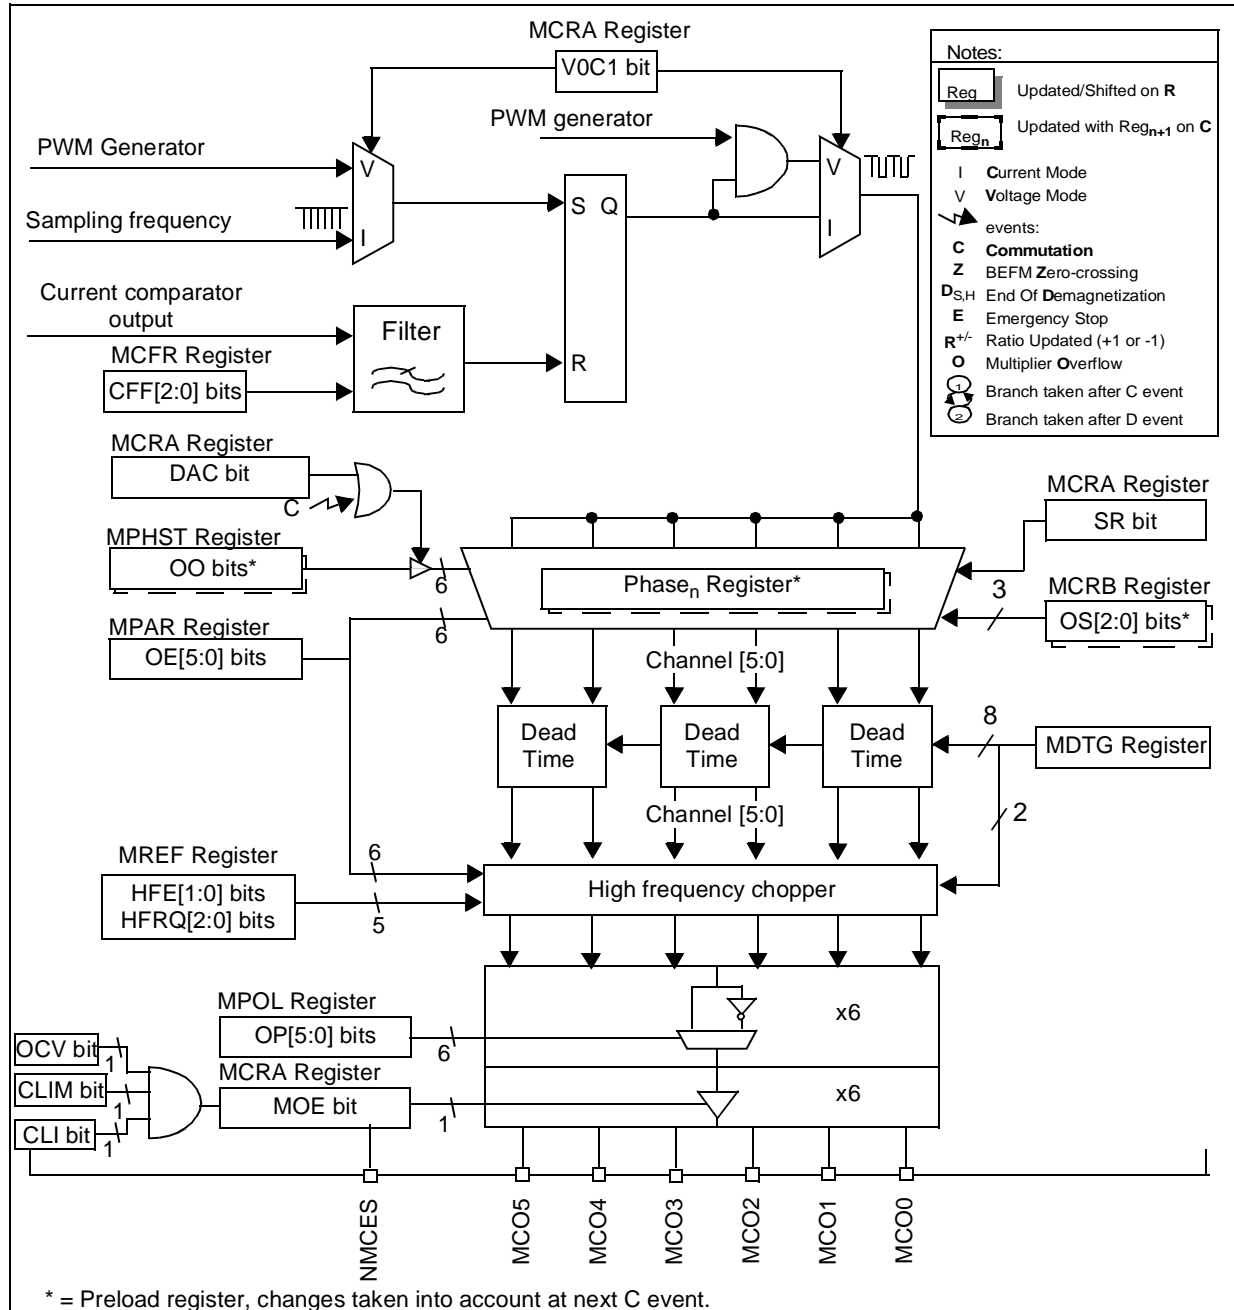 MCRA Register
V0C1 bit
PWM generator
PWM Generator
V
Sampling frequency
I
S Q
R
V
I
Current comparator
output
Filter
MCFR Register
CFF[2:0] bits
Notes:
Reg
Updated/Shifted on R
Regn
Updated with Regn+1 on C
I Current Mode
V Voltage Mode
events:
C Commutation
Z BEFM Zero-crossing
DS,H End Of Demagnetization
E Emergency Stop
R+/- Ratio Updated (+1 or -1)
O Multiplier Overflow
1 Branch taken after C event
2 Branch taken after D event
MCRA Register
DAC bit
C
MPHST Register
OO bits*
6
MCRA Register
SR bit
Phasen Register*
3
MCRB Register
OS[2:0] bits*
MPAR Register
OE[5:0] bits
6
Channel [5:0]
Dead
Time
Dead
Time
Dead
Time
8
MDTG Register
Channel [5:0]
2
MREF Register
HFE[1:0] bits
HFRQ[2:0] bits
6
5
High frequency chopper
MPOL Register
OP[5:0] bits
6
x6
OCV bit
1
CLIM bit
1
CLI bit
1
MCRA Register
MOE bit
1
x6
NMCES
MCO5
MCO4
MCO3
MCO2
MCO1
MCO0
* = Preload register, changes taken into account at next C event.